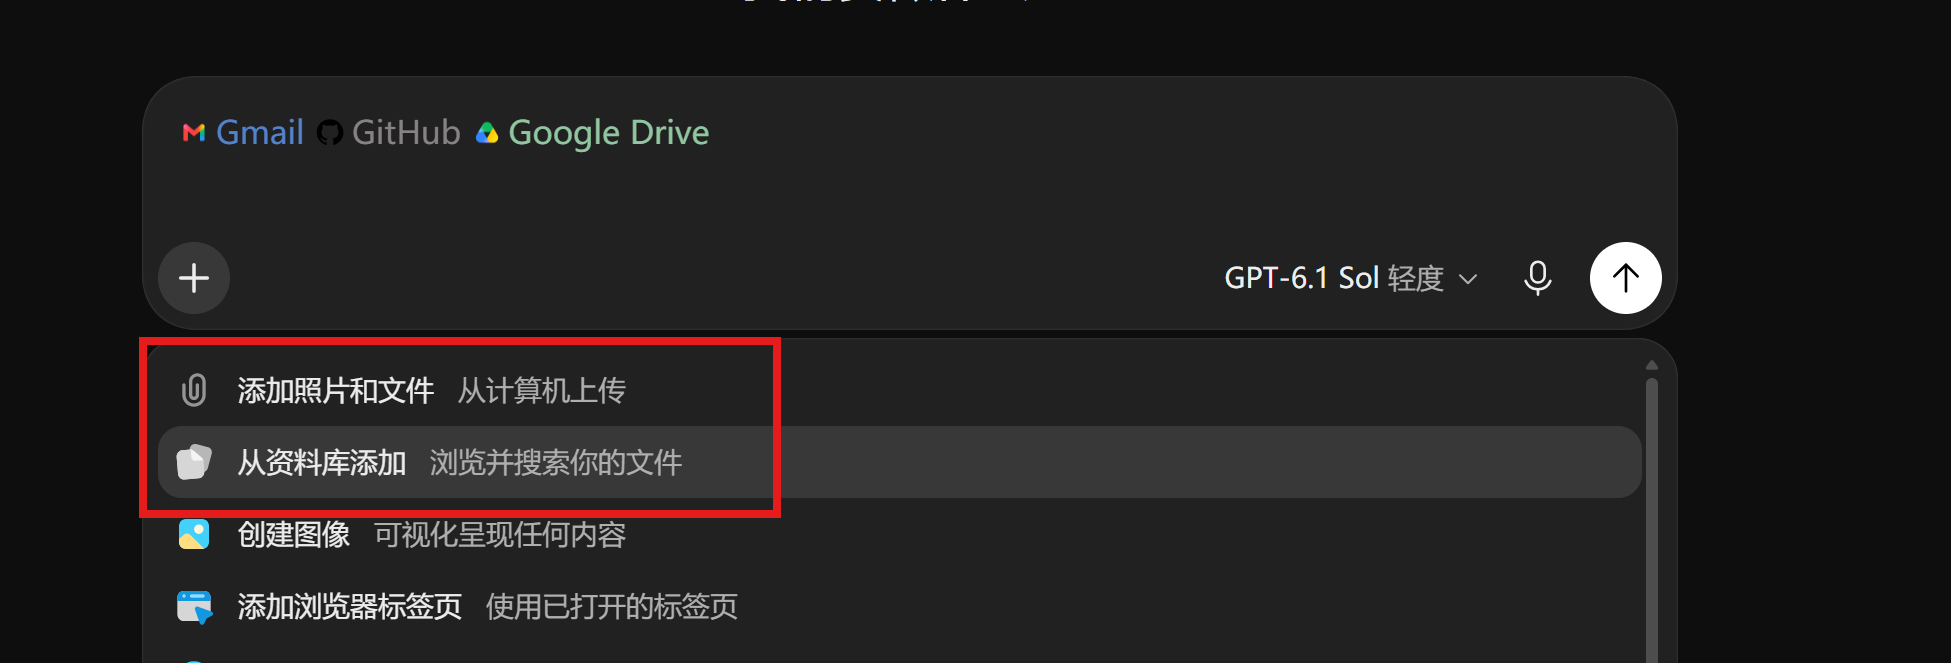 Gmail GitHub Google Drive
GPT-6.1 Sol 轻度
添加照片和文件 从计算机上传
从资料库添加 浏览并搜索你的文件
创建图像 可视化呈现任何内容
添加浏览器标签页 使用已打开的标签页